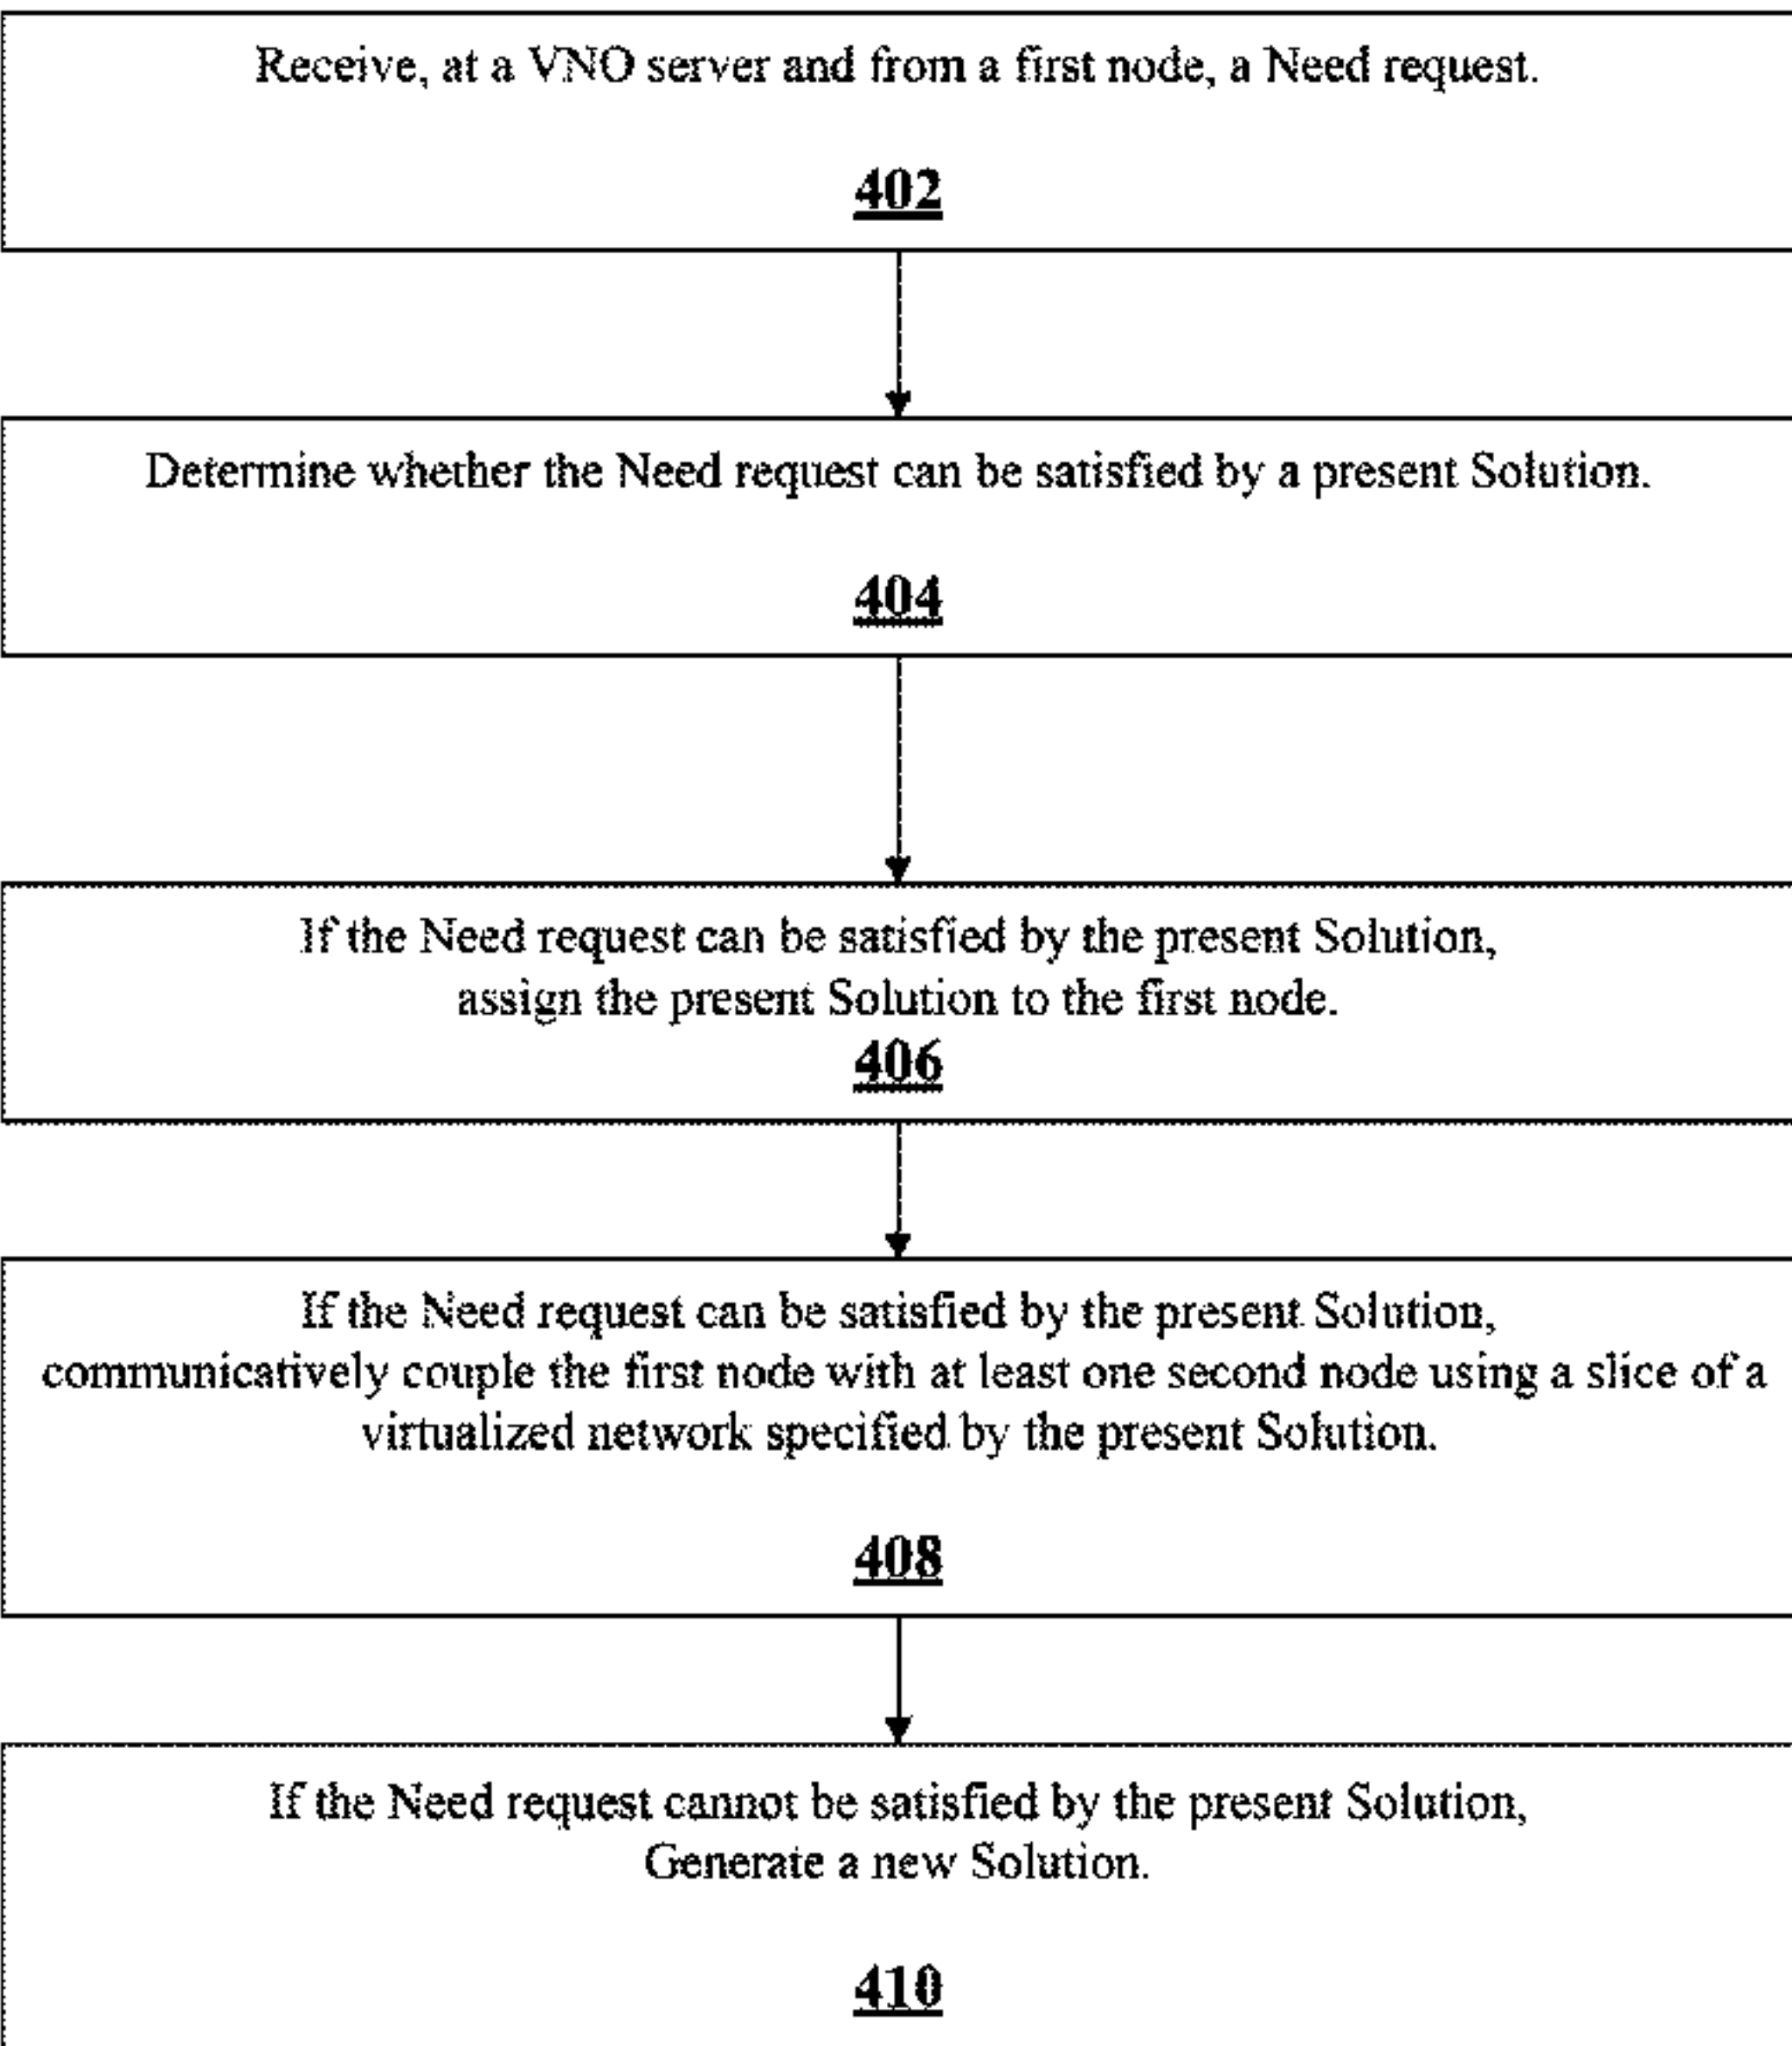 Receive, at a VNO server and from a first node, a Need request.
402
Determine whether the Need request can be satisfied by a present Solution.
404
If the Need request can be satisfied by the present Solution,
assign the present Solution to the first node.
406
If the Need request can be satisfied by the present Solution,
communicatively couple the first node with at least one second node using a slice of a
virtualized network specified by the present Solution.
408
If the Need request cannot be satisfied by the present Solution,
Generate a new Solution.
410